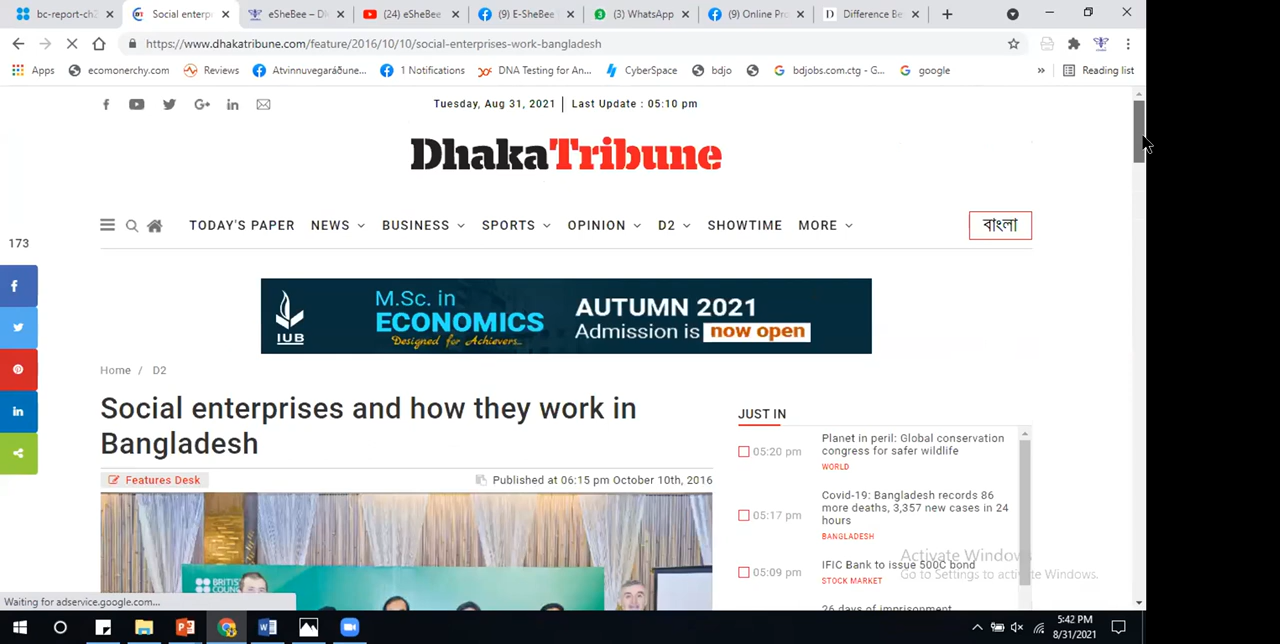 bc-report-ch
Social enterp
eSheBee – Dk
(24) eSheBee
(9) E-SheBee
(3) WhatsApp
(9) Online Pr
Difference Be
https://www.dhakatribune.com/feature/2016/10/10/social-enterprises-work-bangladesh
Apps
ecomonerchy.com
Reviews
Atvinnuvegaráðune...
1 Notifications
DNA Testing for An...
CyberSpace
bdjo
bdjobs.com.ctg - G...
google
»
Reading list
Tuesday, Aug 31, 2021 | Last Update : 05:10 pm
DhakaTribune
TODAY'S PAPER NEWS BUSINESS SPORTS OPINION D2 SHOWTIME MORE
বাংলা
173
IUB
M.Sc. in
ECONOMICS
Designed for Achievers...
AUTUMN 2021
Admission is now open
Home / D2
Social enterprises and how they work in
Bangladesh
Features Desk
Published at 06:15 pm October 10th, 2016
BRITISH
JUST IN
05:20 pm
Planet in peril: Global conservation
congress for safer wildlife
WORLD
05:17 pm
Covid-19: Bangladesh records 86
more deaths, 3,357 new cases in 24
hours
BANGLADESH
05:09 pm
IFIC Bank to issue 500C bond
STOCK MARKET
26 days of imprisonment
Activate Windows
Go to Settings to activate Windows.
Waiting for adservice.google.com...
5:42 PM
8/31/2021